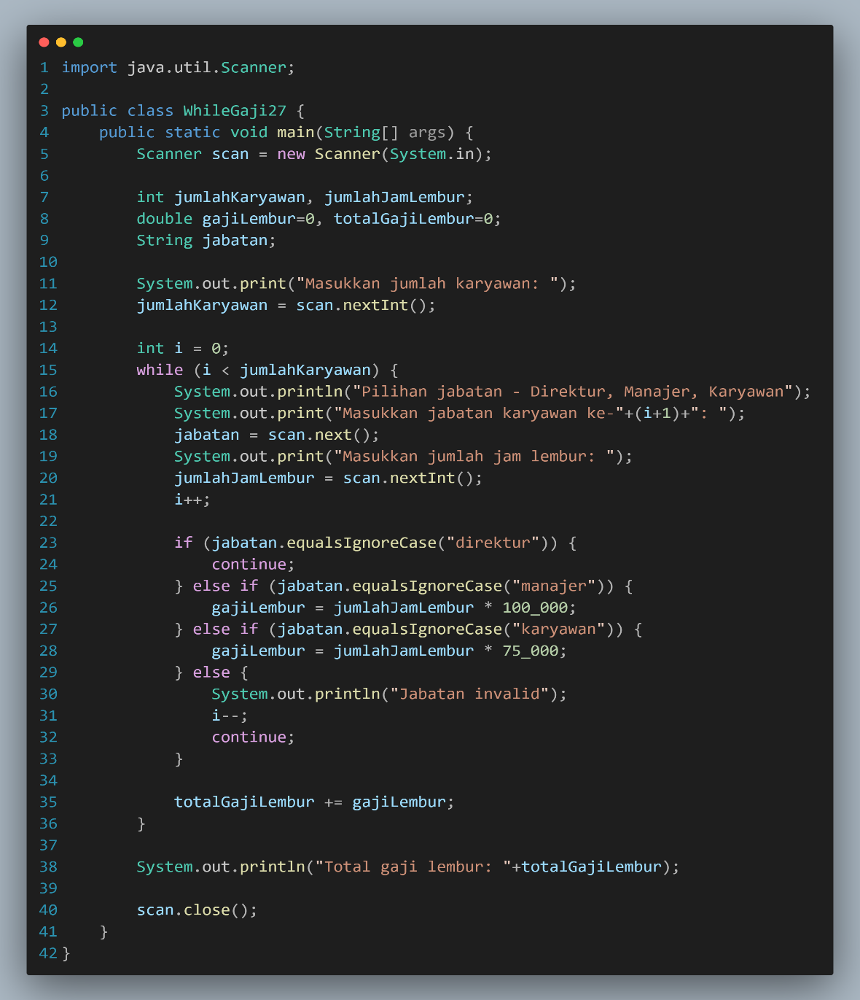 1 import java.util.Scanner;
2
3 public class WhileGaji27 {
4     public static void main(String[] args) {
5         Scanner scan = new Scanner(System.in);
6
7         int jumlahKaryawan, jumlahJamLembur;
8         double gajiLembur=0, totalGajiLembur=0;
9         String jabatan;
10
11         System.out.print("Masukkan jumlah karyawan: ");
12         jumlahKaryawan = scan.nextInt();
13
14         int i = 0;
15         while (i < jumlahKaryawan) {
16             System.out.println("Pilihan jabatan - Direktur, Manajer, Karyawan");
17             System.out.print("Masukkan jabatan karyawan ke-"+(i+1)+": ");
18             jabatan = scan.next();
19             System.out.print("Masukkan jumlah jam lembur: ");
20             jumlahJamLembur = scan.nextInt();
21             i++;
22
23             if (jabatan.equalsIgnoreCase("direktur")) {
24                 continue;
25             } else if (jabatan.equalsIgnoreCase("manajer")) {
26                 gajiLembur = jumlahJamLembur * 100_000;
27             } else if (jabatan.equalsIgnoreCase("karyawan")) {
28                 gajiLembur = jumlahJamLembur * 75_000;
29             } else {
30                 System.out.println("Jabatan invalid");
31                 i--;
32                 continue;
33             }
34
35             totalGajiLembur += gajiLembur;
36         }
37
38         System.out.println("Total gaji lembur: "+totalGajiLembur);
39
40         scan.close();
41     }
42 }